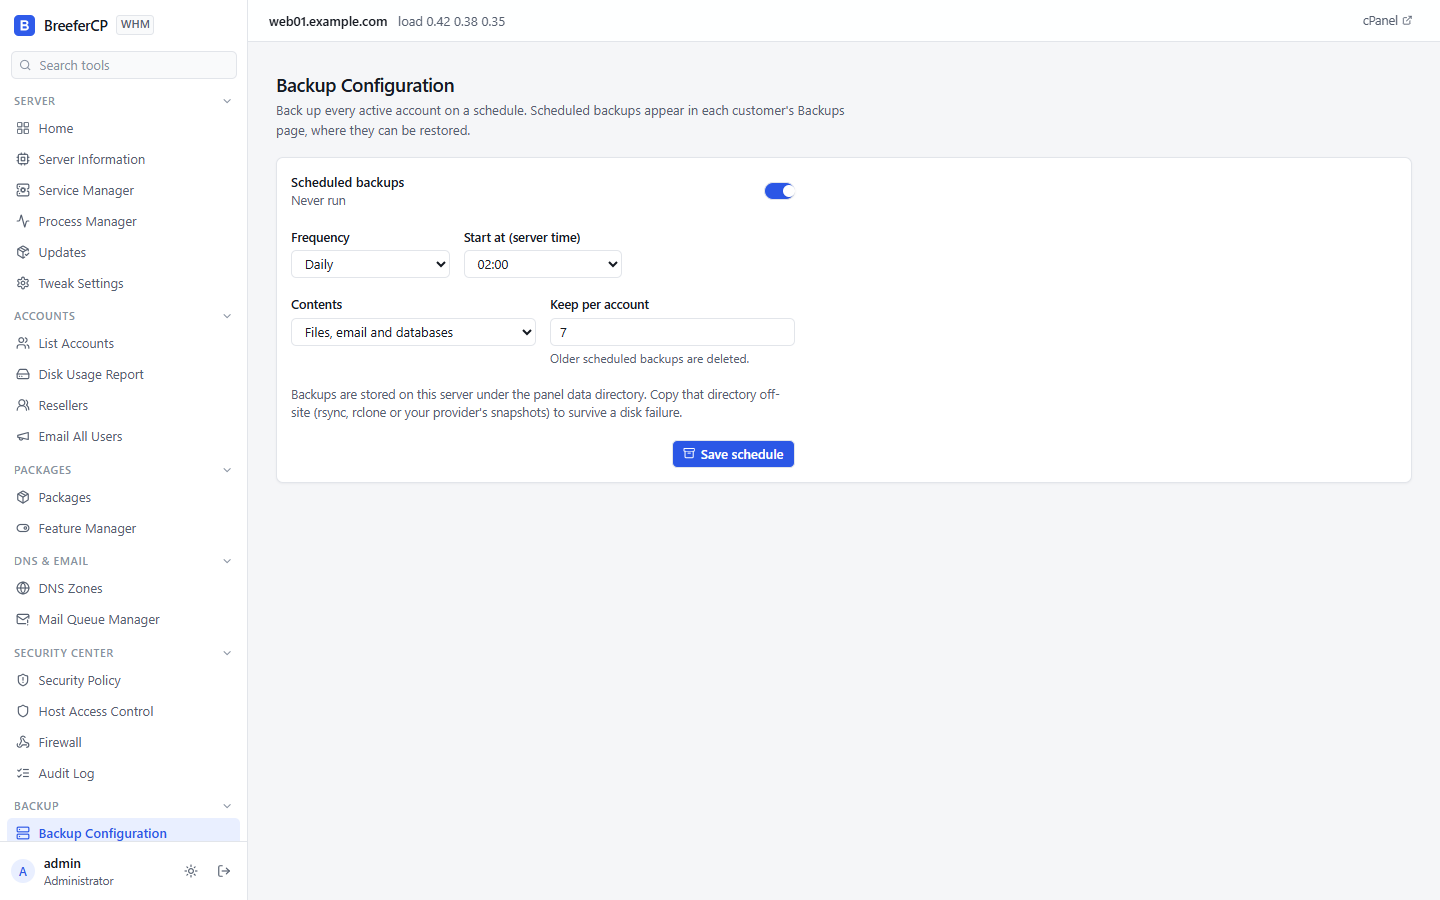 B BreeferCP WHM
Search tools
SERVER
Home
Server Information
Service Manager
Process Manager
Updates
Tweak Settings
ACCOUNTS
List Accounts
Disk Usage Report
Resellers
Email All Users
PACKAGES
Packages
Feature Manager
DNS & EMAIL
DNS Zones
Mail Queue Manager
SECURITY CENTER
Security Policy
Host Access Control
Firewall
Audit Log
BACKUP
Backup Configuration
A admin
Administrator
web01.example.com load 0.42 0.38 0.35
cPanel
Backup Configuration
Back up every active account on a schedule. Scheduled backups appear in each customer's Backups
page, where they can be restored.
Scheduled backups
Never run
Frequency Start at (server time)
Daily 02:00
Contents Keep per account
Files, email and databases 7
Older scheduled backups are deleted.
Backups are stored on this server under the panel data directory. Copy that directory off-
site (rsync, rclone or your provider's snapshots) to survive a disk failure.
Save schedule